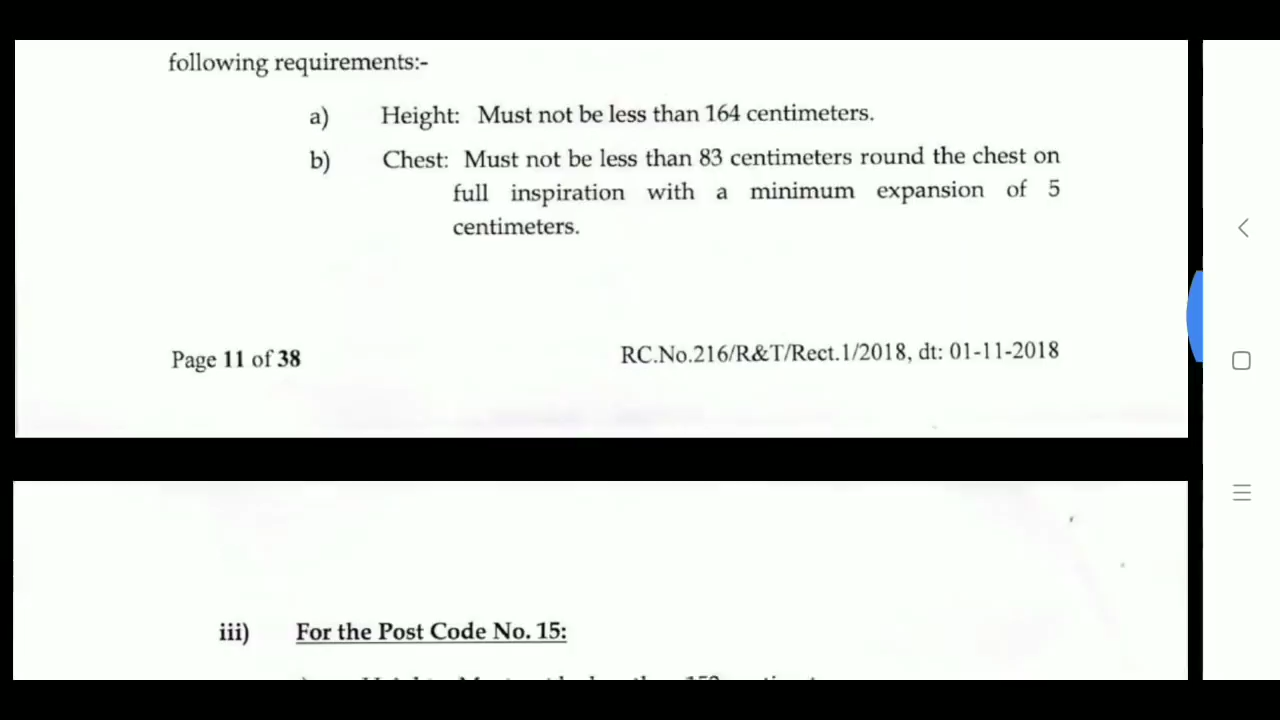 following requirements:-
a) Height: Must not be less than 164 centimeters.
b) Chest: Must not be less than 83 centimeters round the chest on
full inspiration with a minimum expansion of 5
centimeters.
Page 11 of 38 RC.No.216/R&T/Rect.1/2018, dt: 01-11-2018
iii) For the Post Code No. 15: